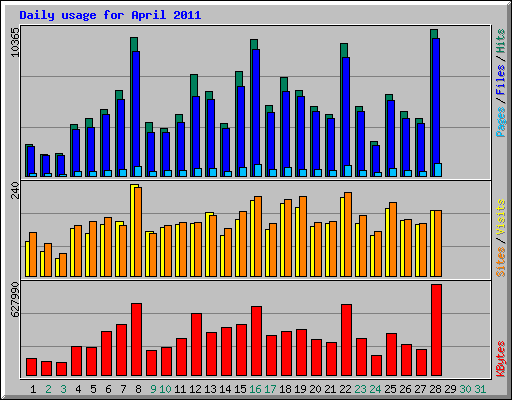 Daily usage for April 2011
10365
Pages / Files / Hits
240
Sites / Visits
627990
KBytes
1 2 3 4 5 6 7 8 9 10 11 12 13 14 15 16 17 18 19 20 21 22 23 24 25 26 27 28 29 30 31